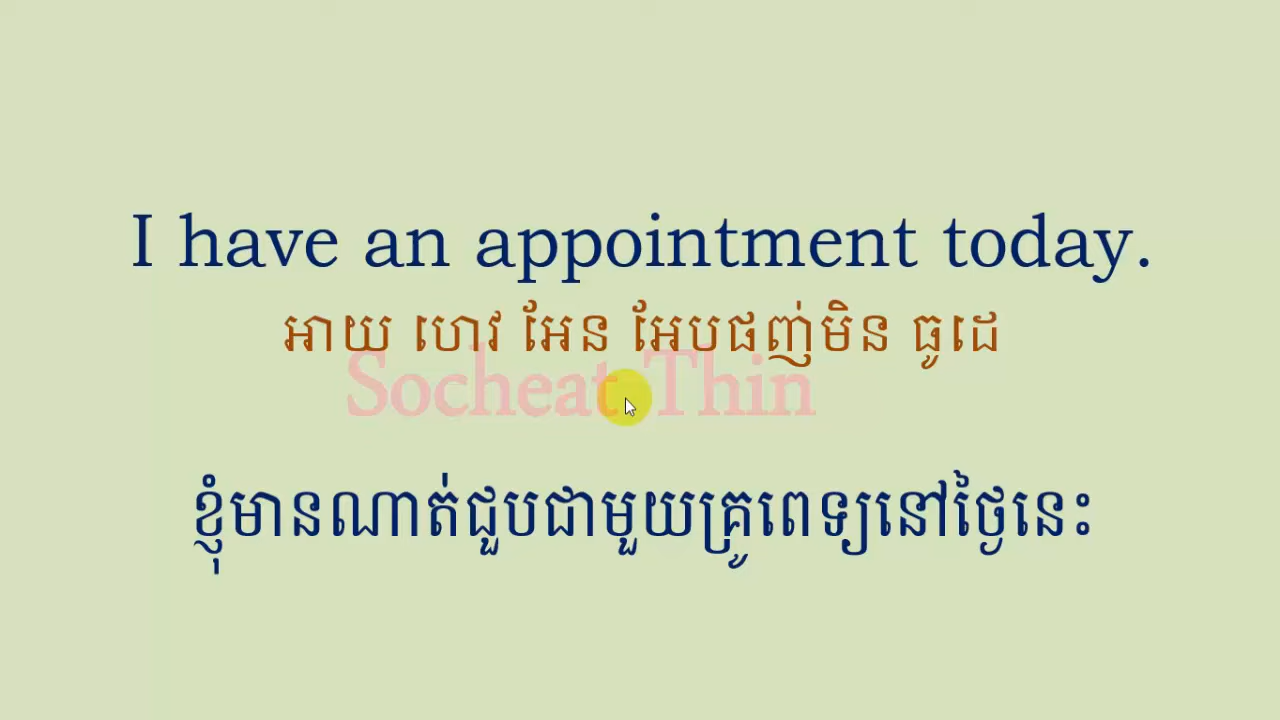 I have an appointment today.
អាយ ហេវ អែន អែបផញ់មិន ធូដេ
Socheat Thin
ខ្ញុំមានណាត់ជួបជាមួយគ្រូពេទ្យនៅថ្ងៃនេះ